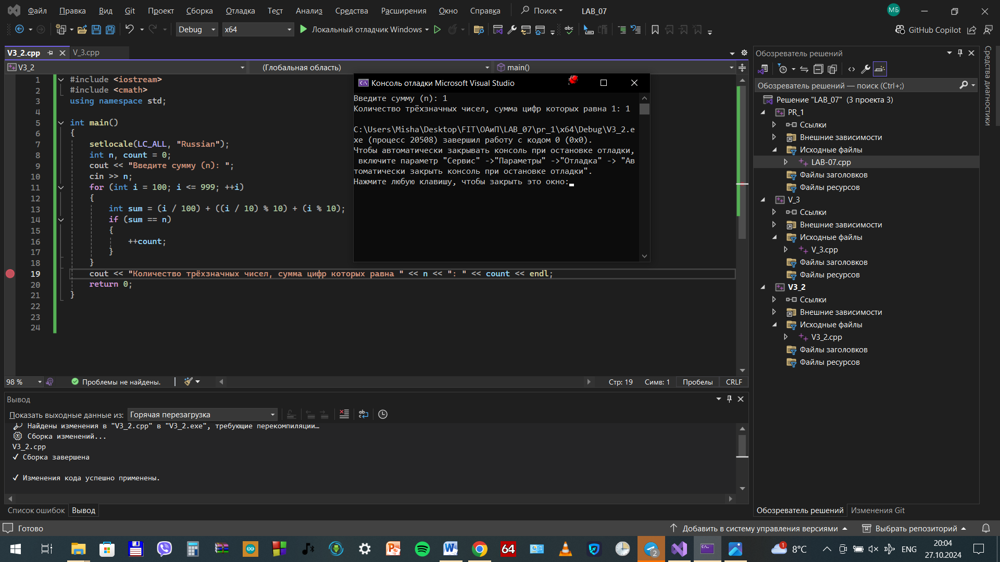 Файл Правка Вид Git Проект Сборка Отладка Тест Анализ Средства Расширения Окно Справка Поиск LAB_07 МБ
Debug x64 Локальный отладчик Windows abc GitHub Copilot
V3_2.cpp V_3.cpp
V3_2 (Глобальная область) main()
1 #include <iostream>
2 #include <cmath>
3 using namespace std;
4
5 int main()
6 {
7 setlocale(LC_ALL, "Russian");
8 int n, count = 0;
9 cout << "Введите сумму (n): ";
10 cin >> n;
11 for (int i = 100; i <= 999; ++i)
12 {
13 int sum = (i / 100) + ((i / 10) % 10) + (i % 10);
14 if (sum == n)
15 {
16 ++count;
17 }
18 }
19 cout << "Количество трёхзначных чисел, сумма цифр которых равна " << n << ": " << count << endl;
20 return 0;
21 }
22
23
24
Консоль отладки Microsoft Visual Studio
Введите сумму (n): 1
Количество трёхзначных чисел, сумма цифр которых равна 1: 1
C:\Users\Misha\Desktop\FIT\ОАиП\LAB_07\pr_1\x64\Debug\V3_2.e
xe (процесс 20508) завершил работу с кодом 0 (0x0).
Чтобы автоматически закрывать консоль при остановке отладки,
включите параметр "Сервис" ->"Параметры" ->"Отладка" -> "Ав
томатически закрыть консоль при остановке отладки".
Нажмите любую клавишу, чтобы закрыть это окно:
98 % Проблемы не найдены. Стр: 19 Симв: 1 Пробелы CRLF
Вывод
Показать выходные данные из: Горячая перезагрузка
Найдены изменения в "V3_2.cpp" в "V3_2.exe", требующие перекомпиляции…
Сборка изменений...
V3_2.cpp
✓ Сборка завершена
✓ Изменения кода успешно применены.
Список ошибок Вывод
Обозреватель решений
Обозреватель решений — поиск (Ctrl+;)
Решение "LAB_07" (3 проекта 3)
PR_1
Ссылки
Внешние зависимости
Исходные файлы
LAB-07.cpp
Файлы заголовков
Файлы ресурсов
V_3
Ссылки
Внешние зависимости
Исходные файлы
V_3.cpp
Файлы заголовков
Файлы ресурсов
V3_2
Ссылки
Внешние зависимости
Исходные файлы
V3_2.cpp
Файлы заголовков
Файлы ресурсов
Обозреватель решений Изменения Git
Средства диагностики
Готово Добавить в систему управления версиями Выбрать репозиторий
64 2 1 8°C ENG 20:04
27.10.2024